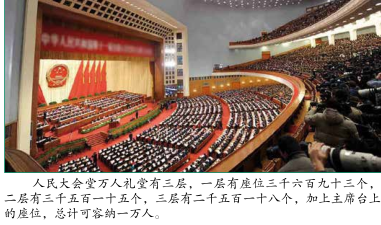 人民大会堂万人礼堂有三层，一层有座位三千六百九十三个，
二层有三千五百一十五个，三层有二千五百一十八个，加上主席台上
的座位，总计可容纳一万人。